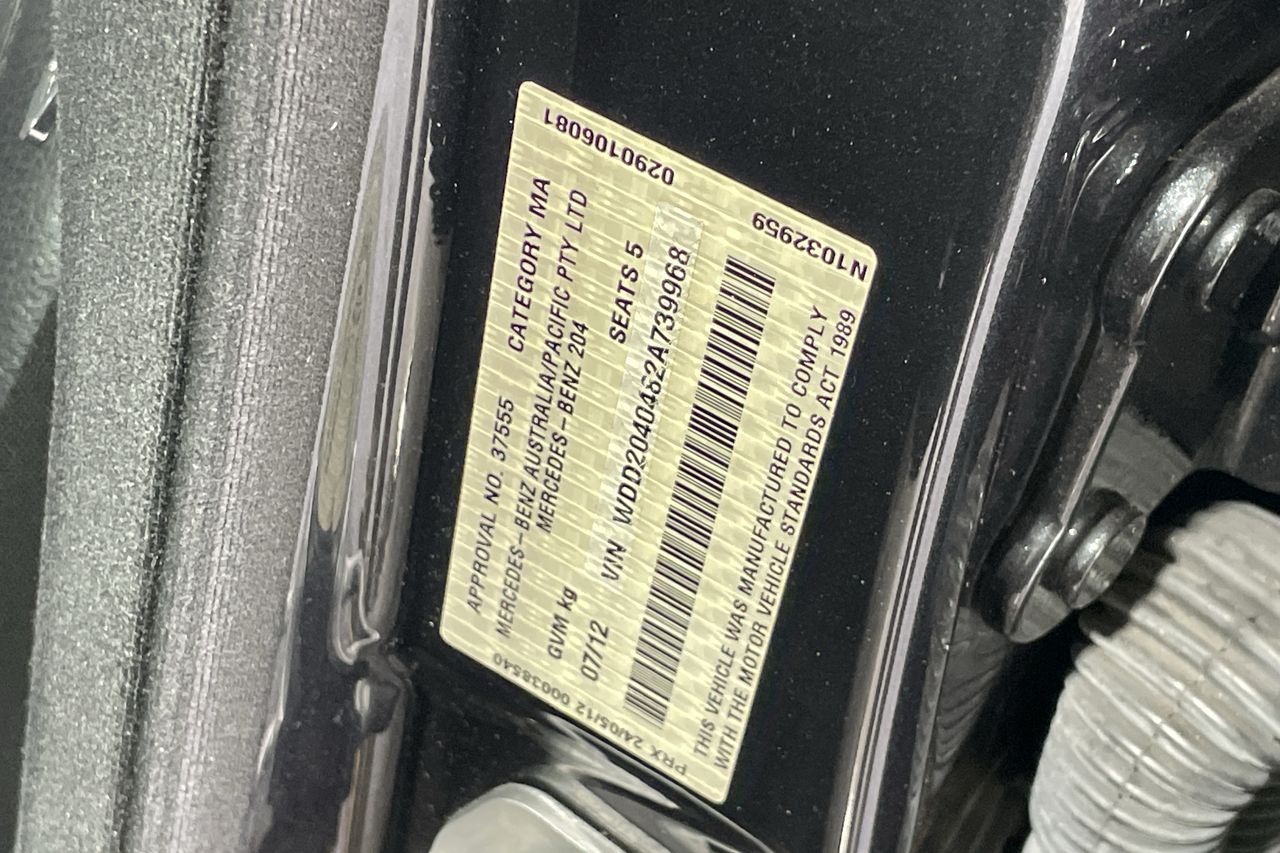 APPROVAL NO. 37555 CATEGORY MA
MERCEDES-BENZ AUSTRALIA/PACIFIC PTY LTD
MERCEDES-BENZ 204
GVM kg SEATS 5
07/12 VN WDD2040462A739968
THIS VEHICLE WAS MANUFACTURED TO COMPLY
WITH THE MOTOR VEHICLE STANDARDS ACT 1989
0290106081 N1032959
PRX 24/05/12 00038540